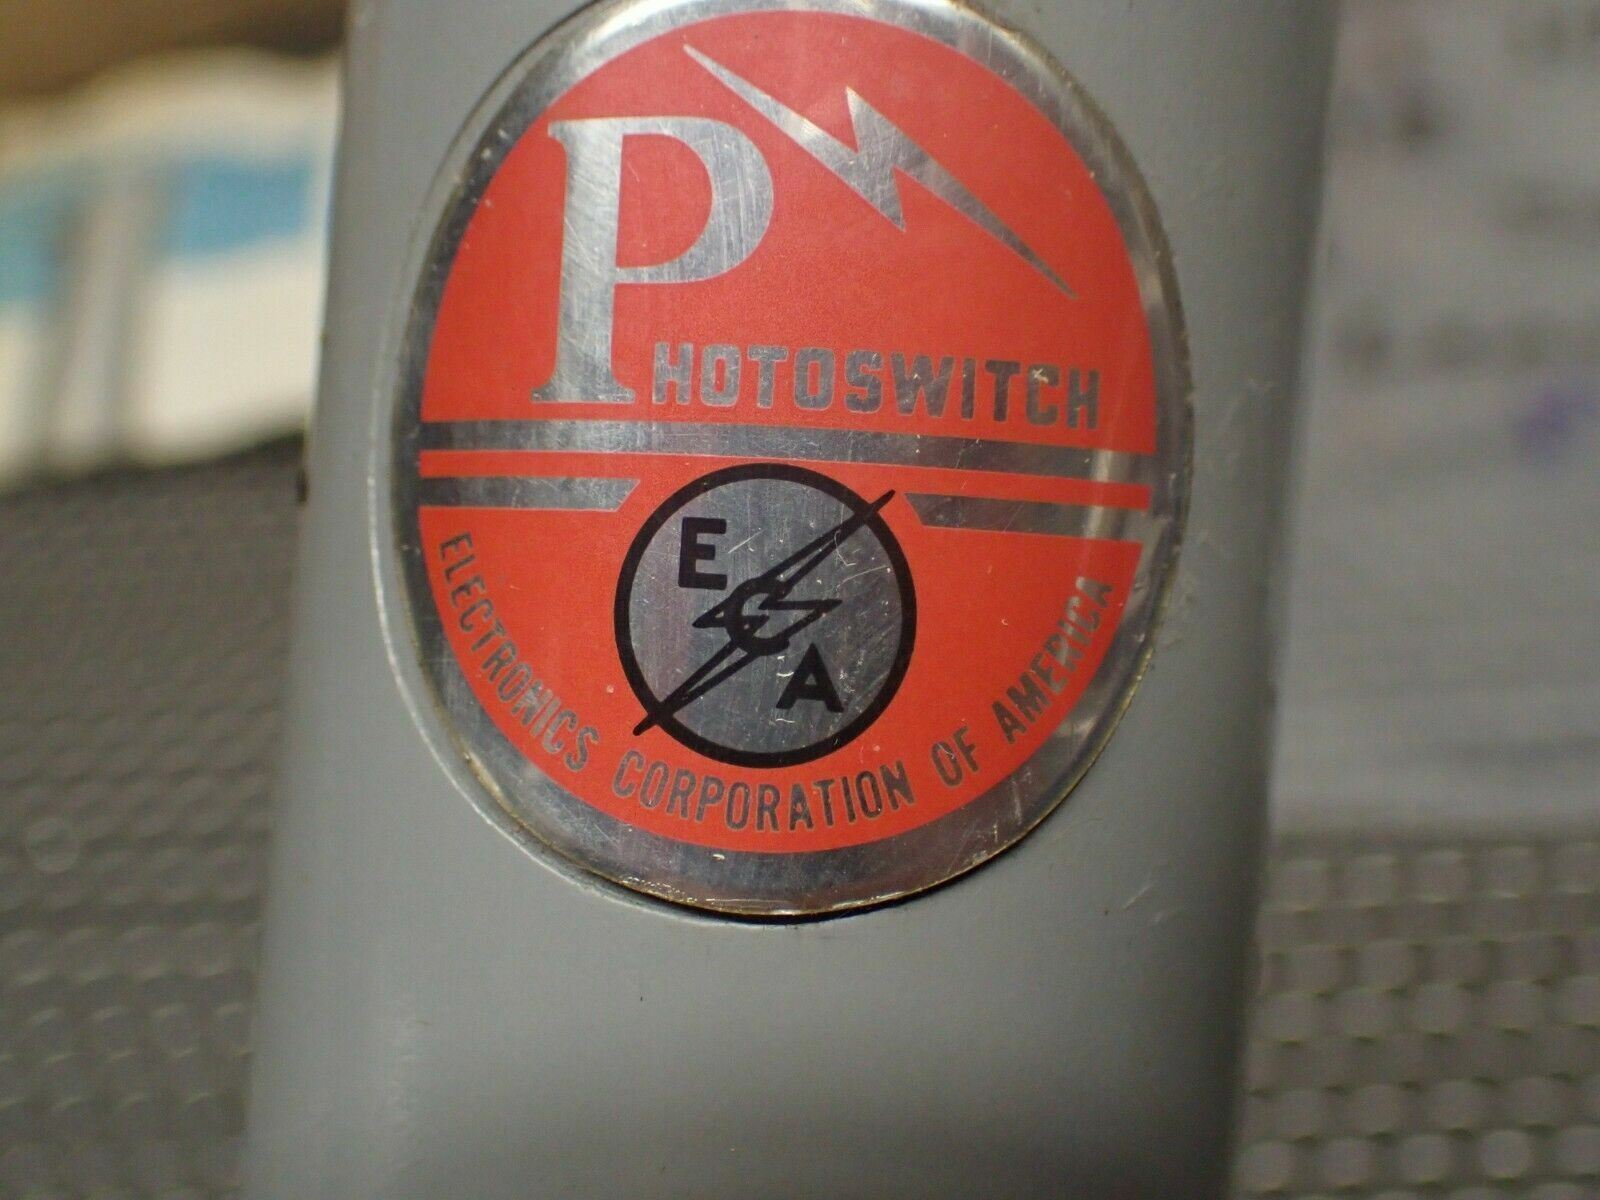 PHOTOSWITCH
E C A
ELECTRONICS CORPORATION OF AMERICA